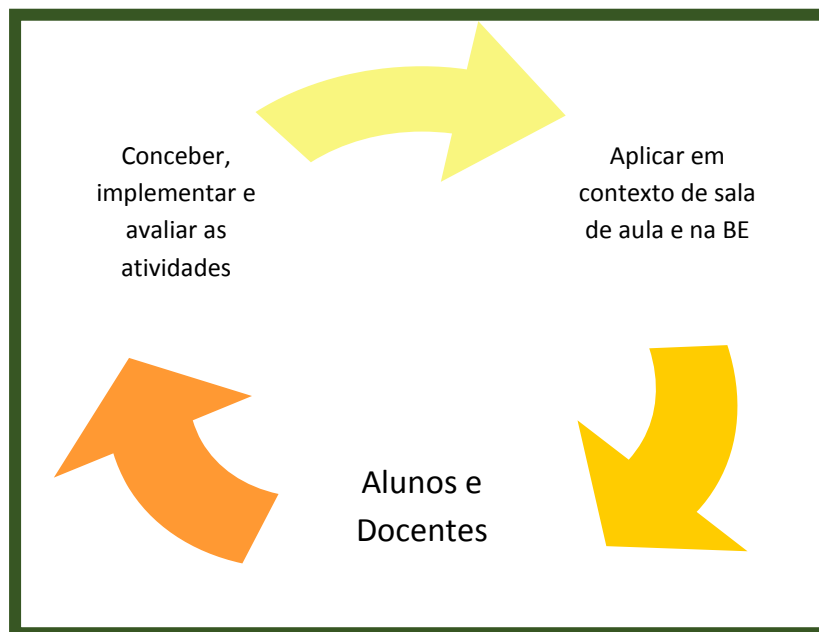 Conceber,
implementar e
avaliar as
atividades
Aplicar em
contexto de sala
de aula e na BE
Alunos e
Docentes